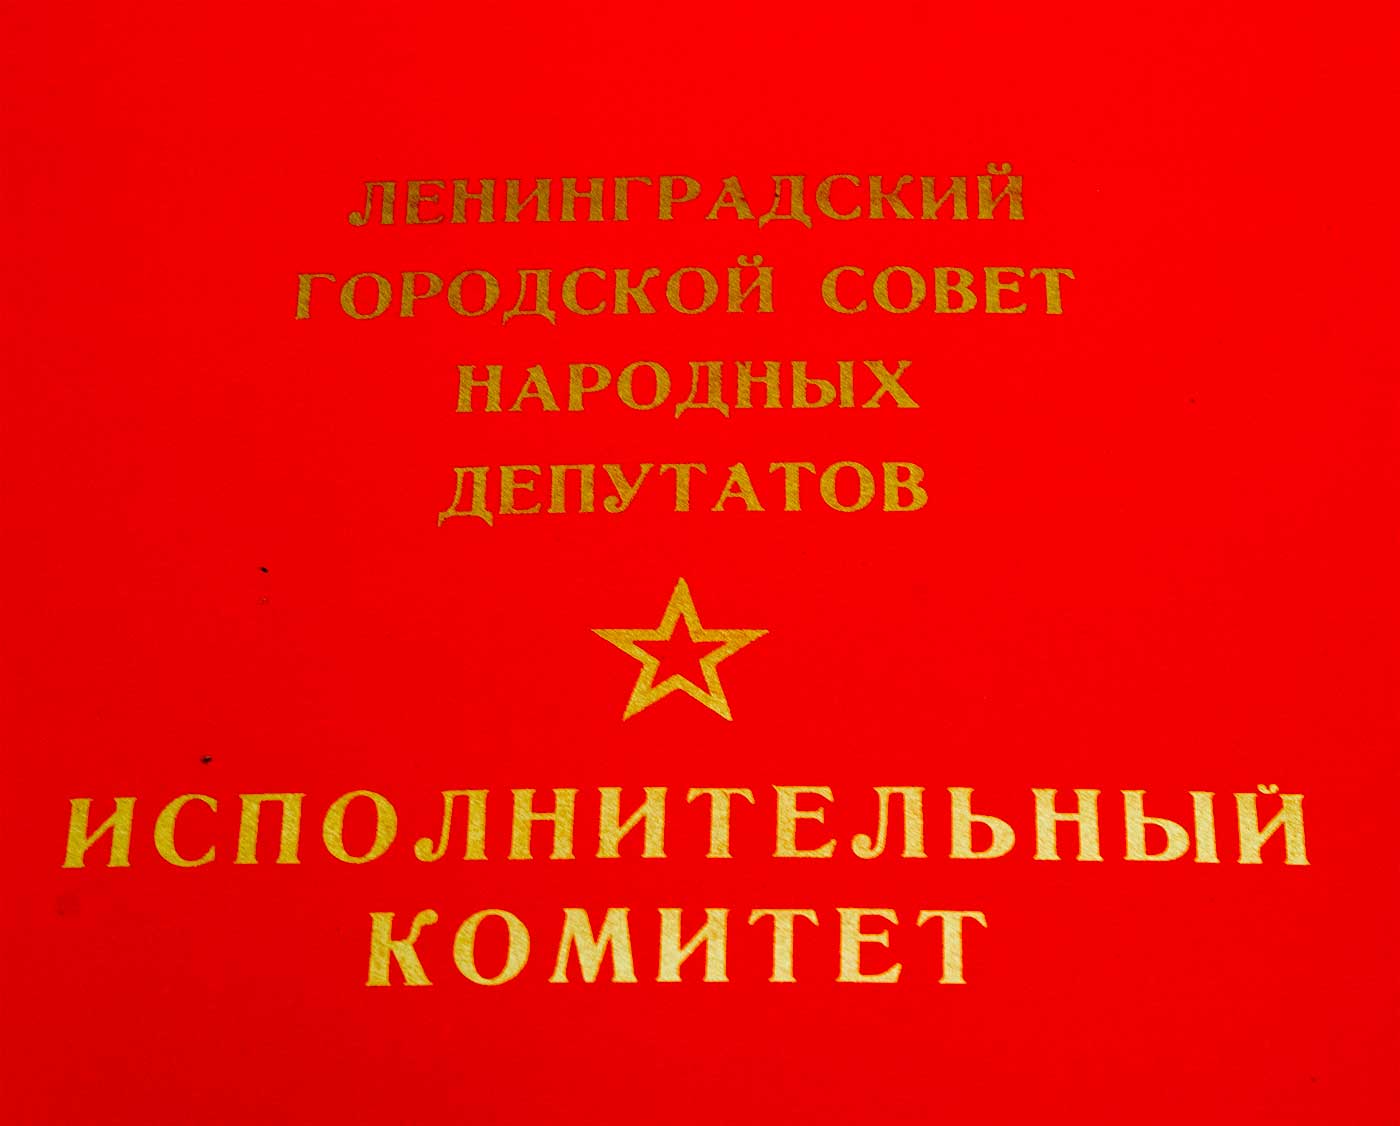 ЛЕНИНГРАДСКИЙ
ГОРОДСКОЙ СОВЕТ
НАРОДНЫХ
ДЕПУТАТОВ
ИСПОЛНИТЕЛЬНЫЙ
КОМИТЕТ